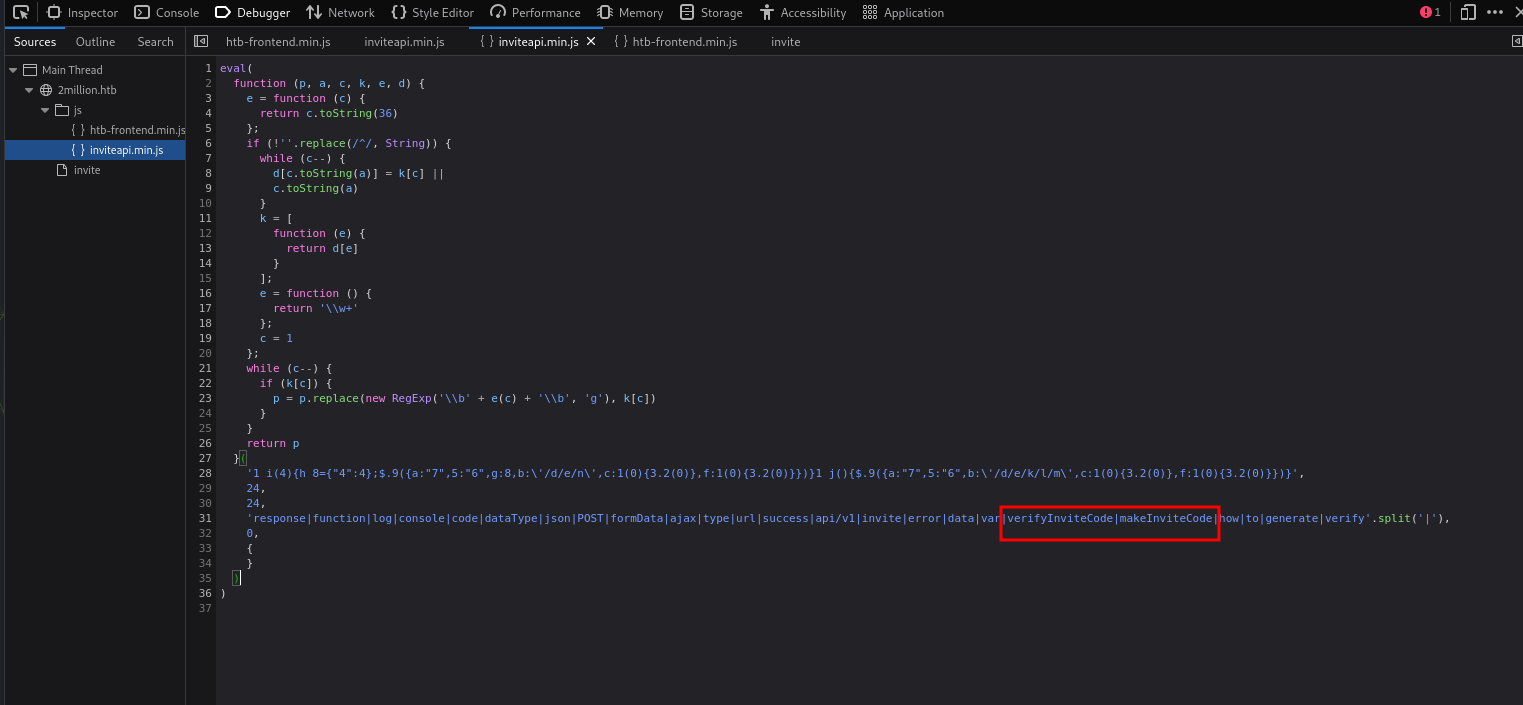 Inspector Console Debugger Network Style Editor Performance Memory Storage Accessibility Application 1
Sources Outline Search htb-frontend.min.js inviteapi.min.js { } inviteapi.min.js { } htb-frontend.min.js invite
Main Thread
2million.htb
js
{ } htb-frontend.min.js
{ } inviteapi.min.js
invite
1 eval(
2 function (p, a, c, k, e, d) {
3 e = function (c) {
4 return c.toString(36)
5 };
6 if (!''.replace(/^/, String)) {
7 while (c--) {
8 d[c.toString(a)] = k[c] ||
9 c.toString(a)
10 }
11 k = [
12 function (e) {
13 return d[e]
14 }
15 ];
16 e = function () {
17 return '\\w+'
18 };
19 c = 1
20 };
21 while (c--) {
22 if (k[c]) {
23 p = p.replace(new RegExp('\\b' + e(c) + '\\b', 'g'), k[c])
24 }
25 }
26 return p
27 }(
28 '1 i(4){h 8={"4":4};$.9({a:"7",5:"6",g:8,b:\'/d/e/n\',c:1(0){3.2(0)},f:1(0){3.2(0)}})}1 j(){$.9({a:"7",5:"6",b:\'/d/e/k/l/m\',c:1(0){3.2(0)},f:1(0){3.2(0)}})}',
29 24,
30 24,
31 'response|function|log|console|code|dataType|json|POST|formData|ajax|type|url|success|api/v1|invite|error|data|var|verifyInviteCode|makeInviteCode|how|to|generate|verify'.split('|'),
32 0,
33 {
34 }
35 )
36 )
37